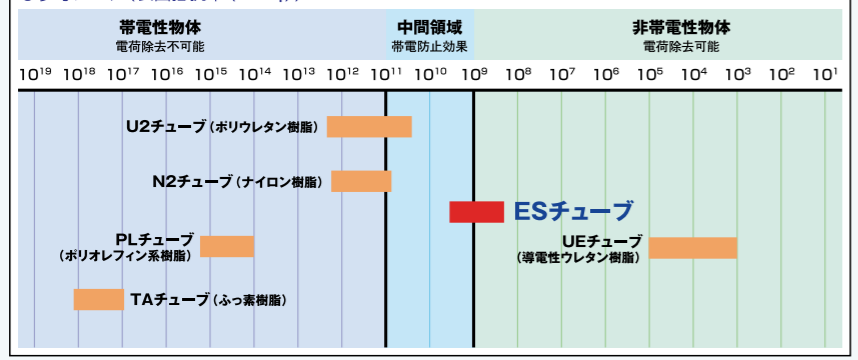 帯電性物体 中間領域 非帯電性物体
電荷除去不可能 帯電防止効果 電荷除去可能
10¹⁹ 10¹⁸ 10¹⁷ 10¹⁶ 10¹⁵ 10¹⁴ 10¹³ 10¹² 10¹¹ 10¹⁰ 10⁹ 10⁸ 10⁷ 10⁶ 10⁵ 10⁴ 10³ 10² 10¹
U2チューブ(ポリウレタン樹脂)
N2チューブ(ナイロン樹脂)
ESチューブ
PLチューブ
(ポリオレフィン系樹脂)
UEチューブ
(導電性ウレタン樹脂)
TAチューブ(ふっ素樹脂)